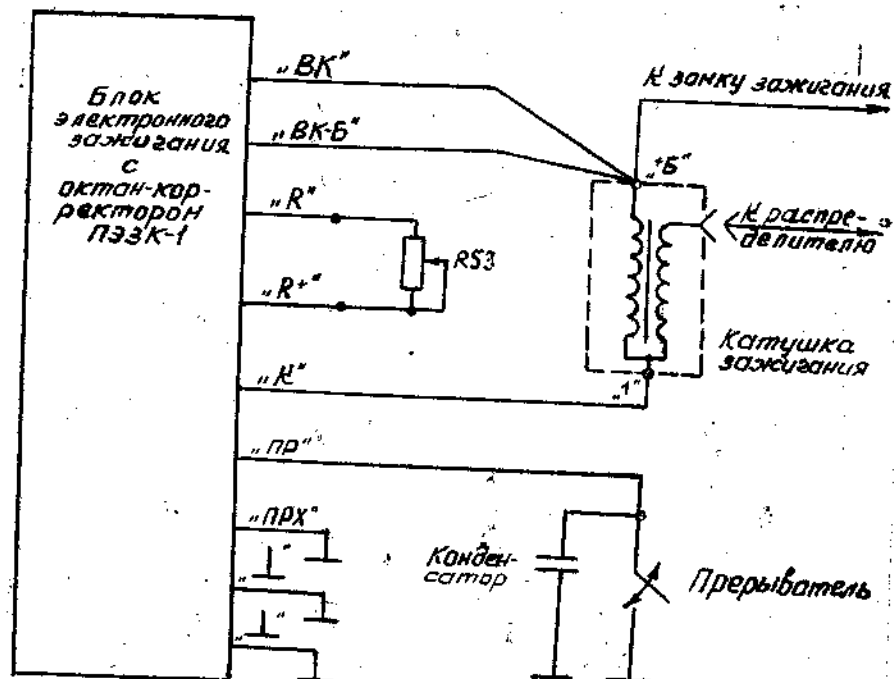 Блок
электронного
зажигания
с
октан-кор-
ректором
ПЭЗК-1
„ВК"
„ВК-Б"
„R"
„R+"
„К"
„ПР"
„ПРХ"
„⊥"
„⊥"
R53
К замку зажигания
„+Б"
К распре-
делителю
Катушка
зажигания
„1"
Конден-
сатор
Прерыватель